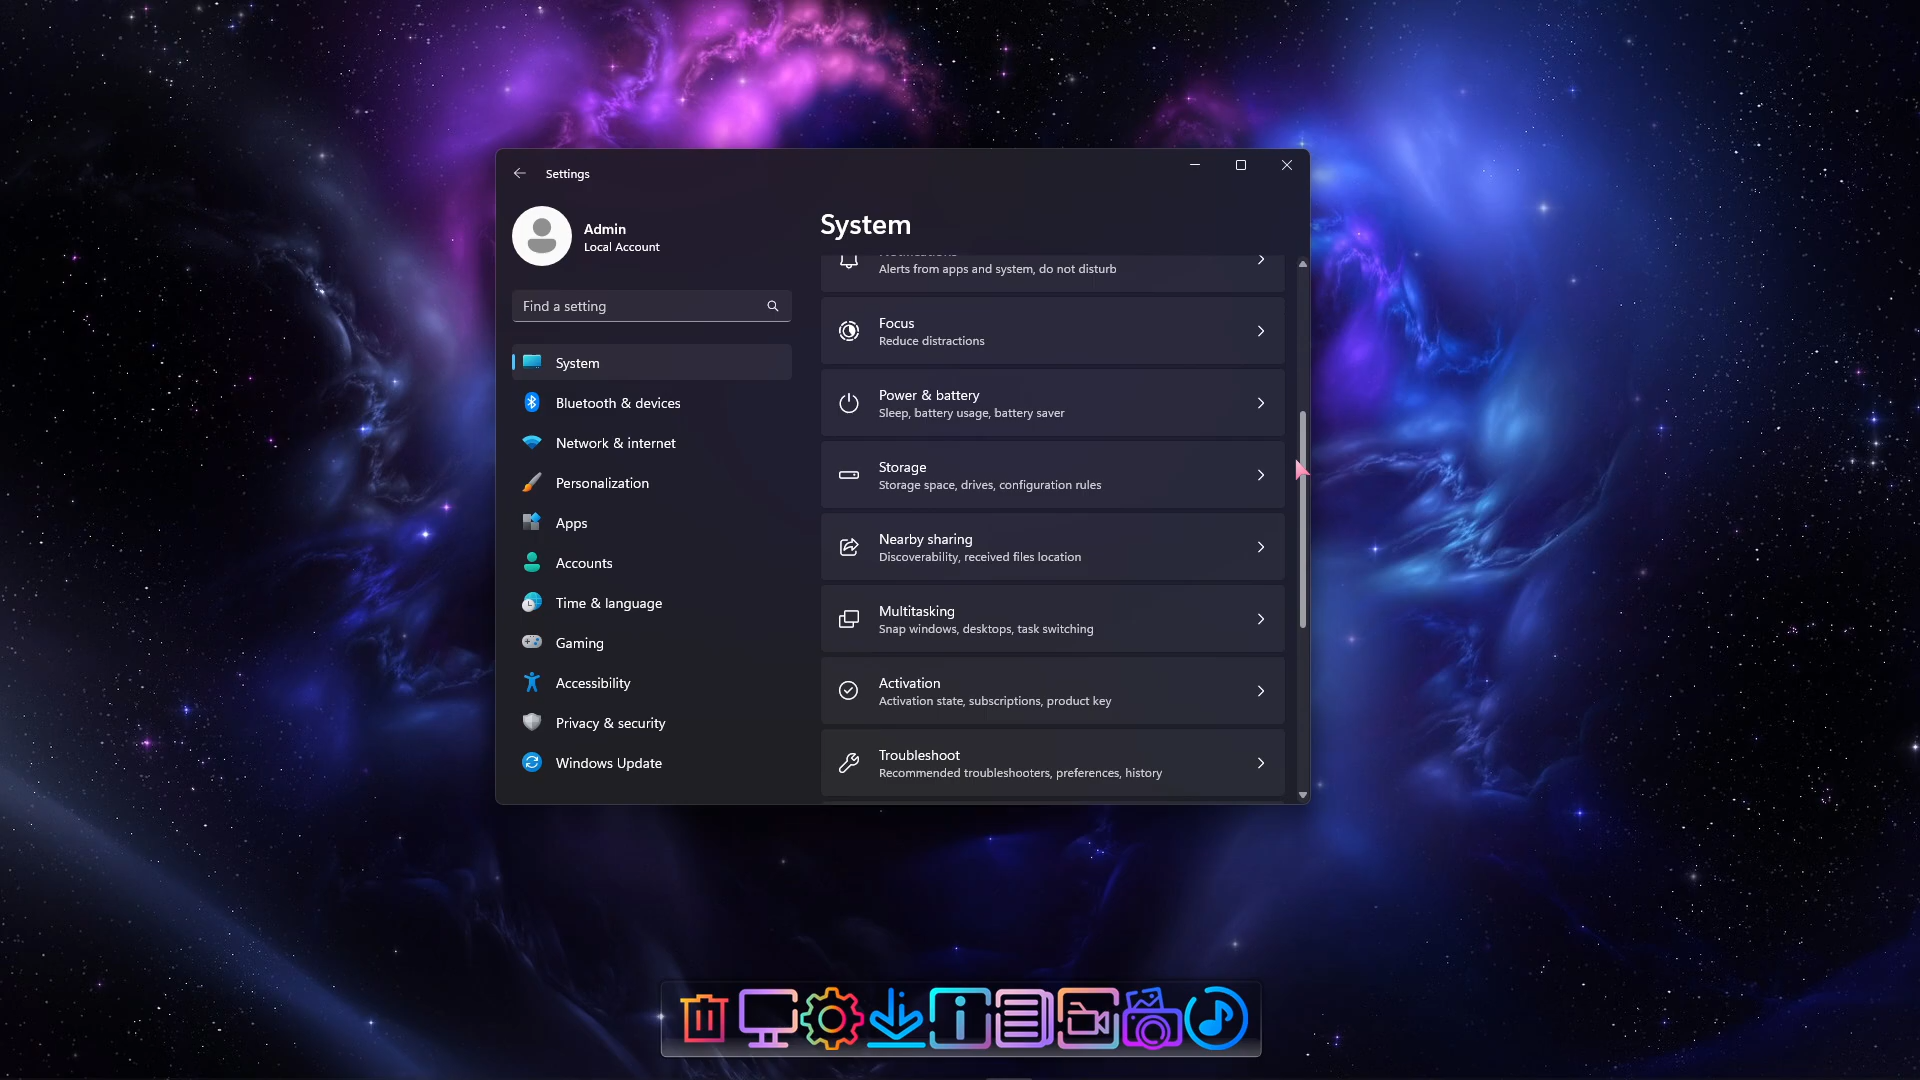 Settings
Admin
Local Account
Find a setting
System
Bluetooth & devices
Network & internet
Personalization
Apps
Accounts
Time & language
Gaming
Accessibility
Privacy & security
Windows Update
System
Alerts from apps and system, do not disturb
Focus
Reduce distractions
Power & battery
Sleep, battery usage, battery saver
Storage
Storage space, drives, configuration rules
Nearby sharing
Discoverability, received files location
Multitasking
Snap windows, desktops, task switching
Activation
Activation state, subscriptions, product key
Troubleshoot
Recommended troubleshooters, preferences, history